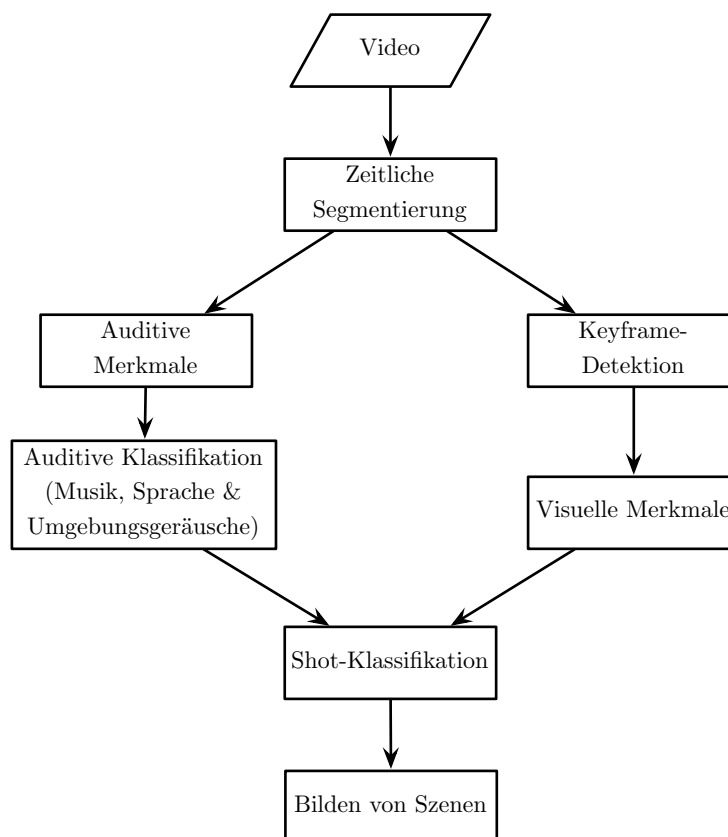 Video
Zeitliche
Segmentierung
Auditive
Merkmale
Keyframe-
Detektion
Auditive Klassifikation
(Musik, Sprache &
Umgebungsgeräusche)
Visuelle Merkmale
Shot-Klassifikation
Bilden von Szenen